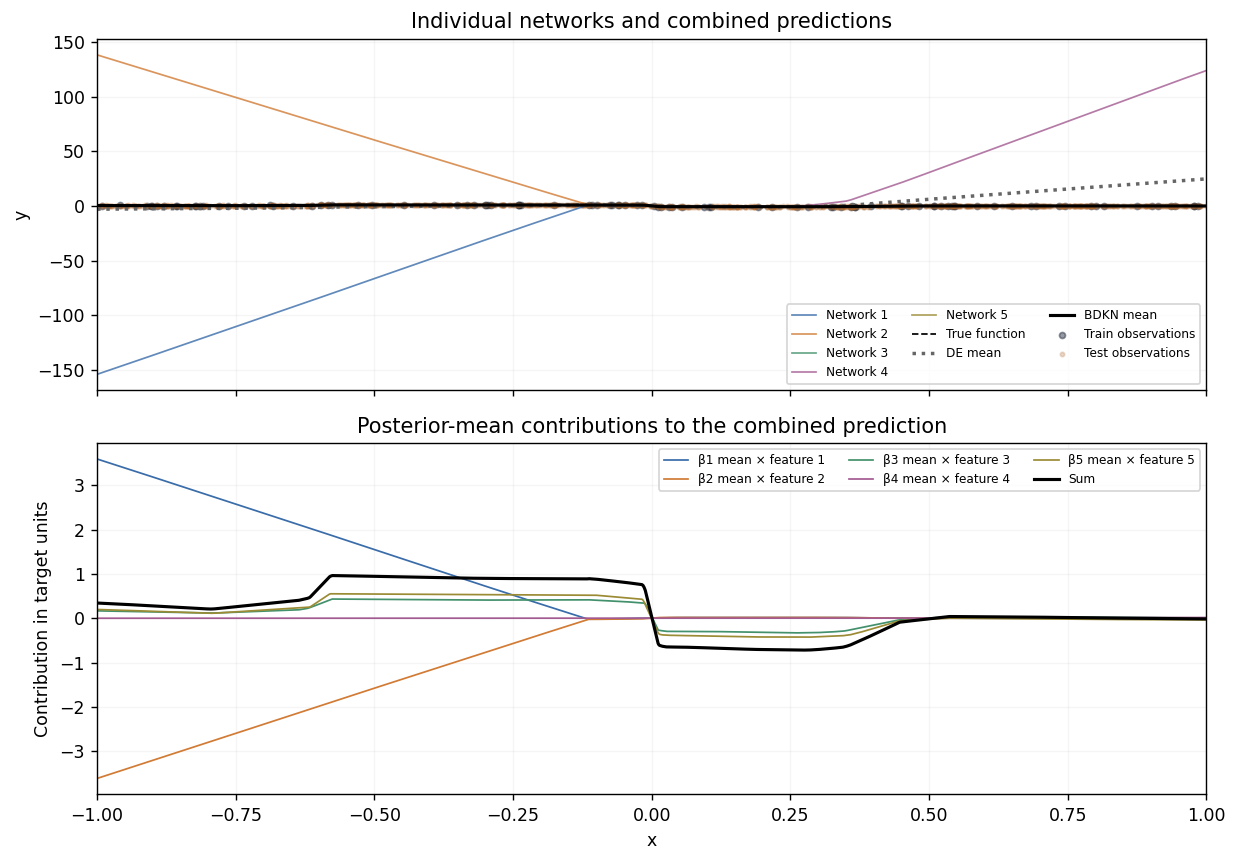 Individual networks and combined predictions
150
100
50
0
−50
−100
−150
y
Network 1
Network 2
Network 3
Network 4
Network 5
True function
DE mean
BDKN mean
Train observations
Test observations
Posterior-mean contributions to the combined prediction
3
2
1
0
−1
−2
−3
Contribution in target units
β1 mean × feature 1
β2 mean × feature 2
β3 mean × feature 3
β4 mean × feature 4
β5 mean × feature 5
Sum
−1.00 −0.75 −0.50 −0.25 0.00 0.25 0.50 0.75 1.00
x